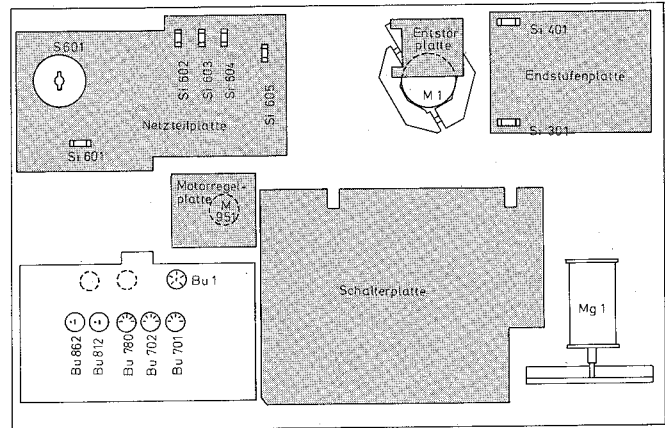 S601
Si 602
Si 603
Si 604
Si 605
Netzteilplatte
Si 601
Entstör
platte
M 1
Si 401
Endstufenplatte
Si 301
Motorregel-
platte
M
951
Bu 1
Bu 862
Bu 812
Bu 780
Bu 702
Bu 701
Schalterplatte
Mg 1